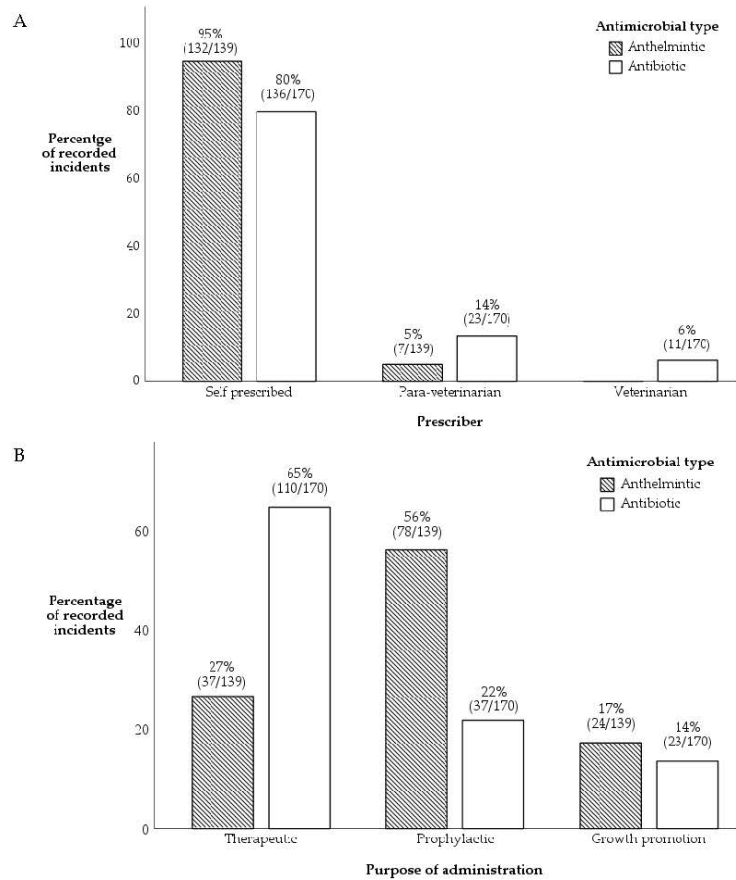 A
Antimicrobial type
Anthelmintic
Antibiotic
95%
(132/139)
80%
(136/170)
100
80
Percentge
of recorded
incidents
60
40
20
14%
(23/170)
5%
(7/139)
6%
(11/170)
0
Self prescribed
Para-veterinarian
Veterinarian
Prescriber
B
Antimicrobial type
Anthelmintic
Antibiotic
65%
(110/170)
56%
(78/139)
60
Percentage
of recorded
incidents
40
27%
(37/139)
22%
(37/170)
20
17%
(24/139)
14%
(23/170)
0
Therapeutic
Prophylactic
Growth promotion
Purpose of administration